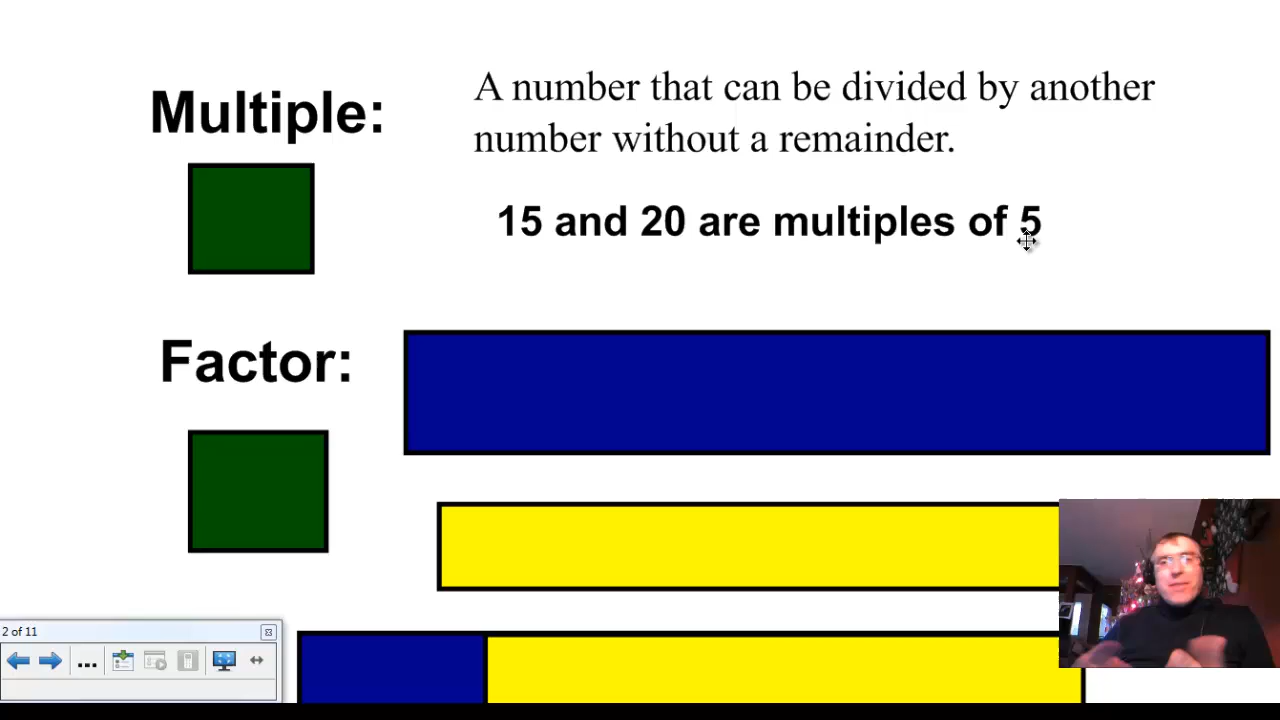 Multiple:
A number that can be divided by another
number without a remainder.
15 and 20 are multiples of 5
Factor:
2 of 11
...